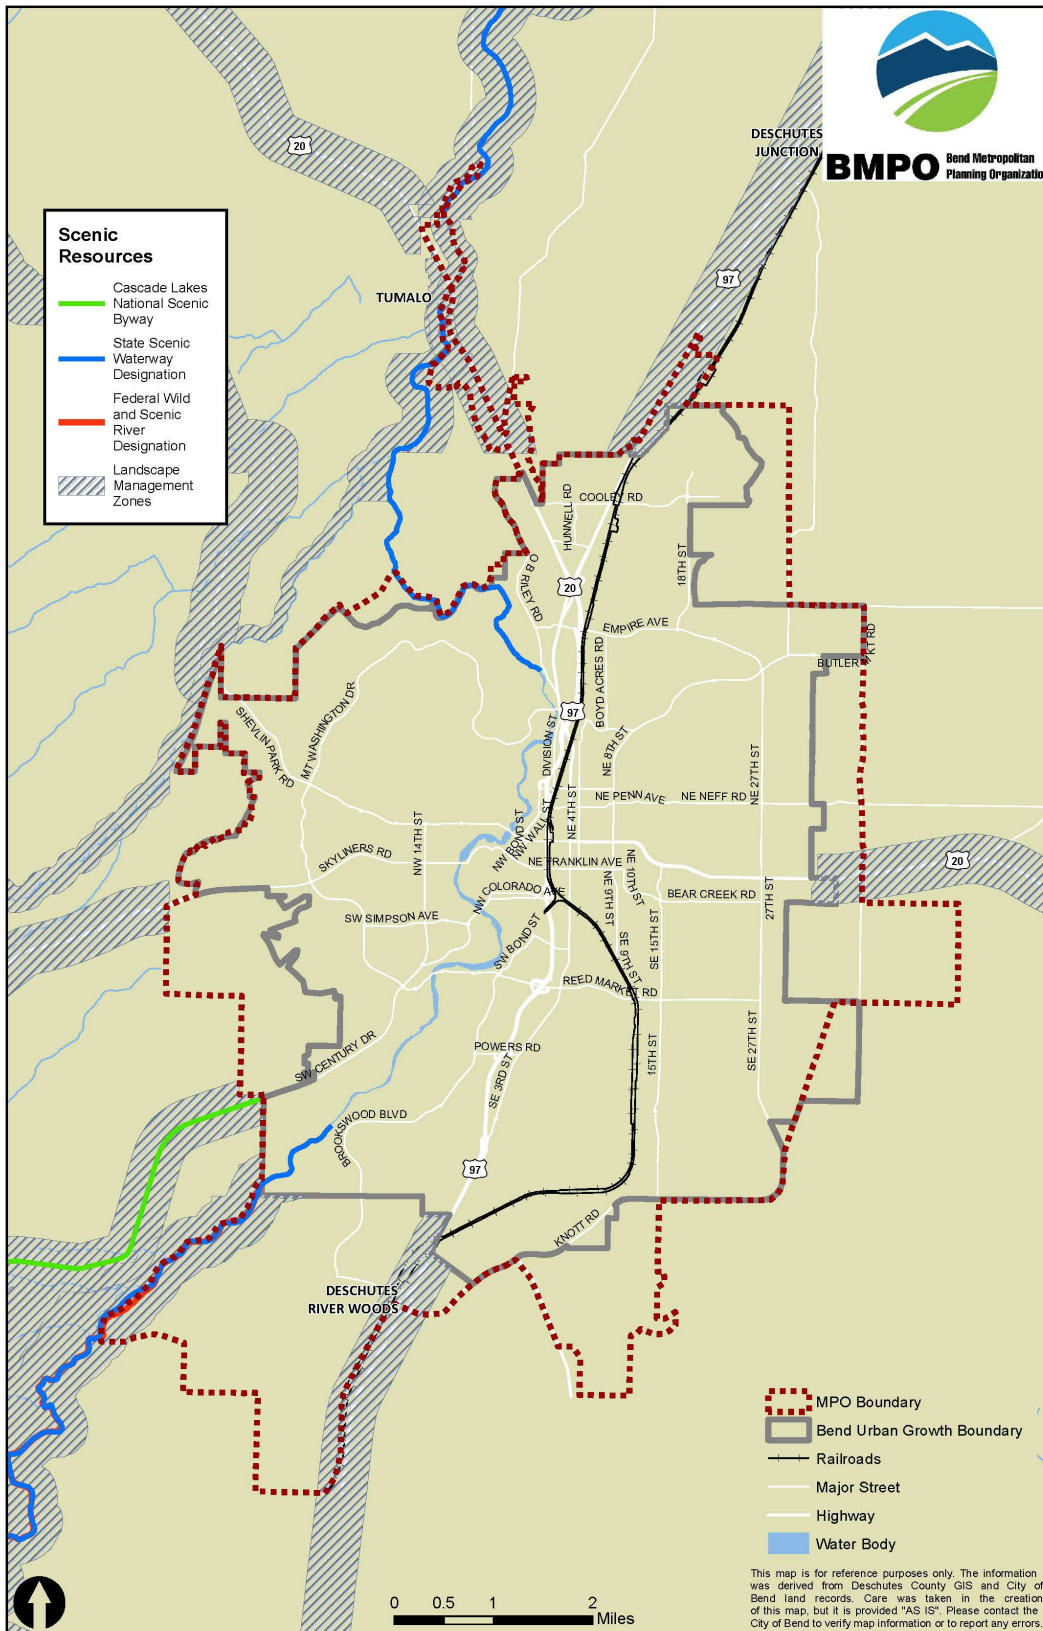 BMPO
Bend Metropolitan
Planning Organizatio
DESCHUTES
JUNCTION
20
97
Scenic
Resources
Cascade Lakes
National Scenic
Byway
State Scenic
Waterway
Designation
Federal Wild
and Scenic
River
Designation
Landscape
Management
Zones
TUMALO
COOLEY RD
HUNNELL RD
O B RILEY RD
20
18TH ST
EMPIRE AVE
BOYD ACRES RD
BUTLER MKT RD
MT WASHINGTON DR
SHEVLIN PARK RD
97
DIVISION ST
NE 8TH ST
NE 27TH ST
NE PENN AVE
NE NEFF RD
NW 14TH ST
NW BOND ST
NW WALL ST
NE 4TH ST
SKYLINERS RD
NE FRANKLIN AVE
NE 10TH ST
20
NW COLORADO AVE
NE 9TH ST
BEAR CREEK RD
27TH ST
SW SIMPSON AVE
SW BOND ST
SE 9TH ST
SE 15TH ST
REED MARKET RD
SE 27TH ST
15TH ST
POWERS RD
SW CENTURY DR
SE 3RD ST
BROOKSWOOD BLVD
97
KNOTT RD
DESCHUTES
RIVER WOODS
MPO Boundary
Bend Urban Growth Boundary
Railroads
Major Street
Highway
Water Body
0 0.5 1 2
Miles
This map is for reference purposes only. The information
was derived from Deschutes County GIS and City of
Bend land records. Care was taken in the creation
of this map, but it is provided "AS IS". Please contact the
City of Bend to verify map information or to report any errors.